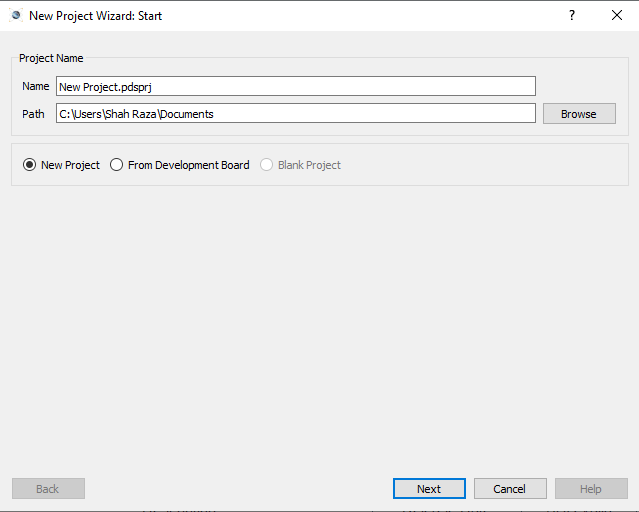 New Project Wizard: Start
?
Project Name
Name New Project.pdsprj
Path C:\Users\Shah Raza\Documents Browse
New Project From Development Board Blank Project
Back Next Cancel Help